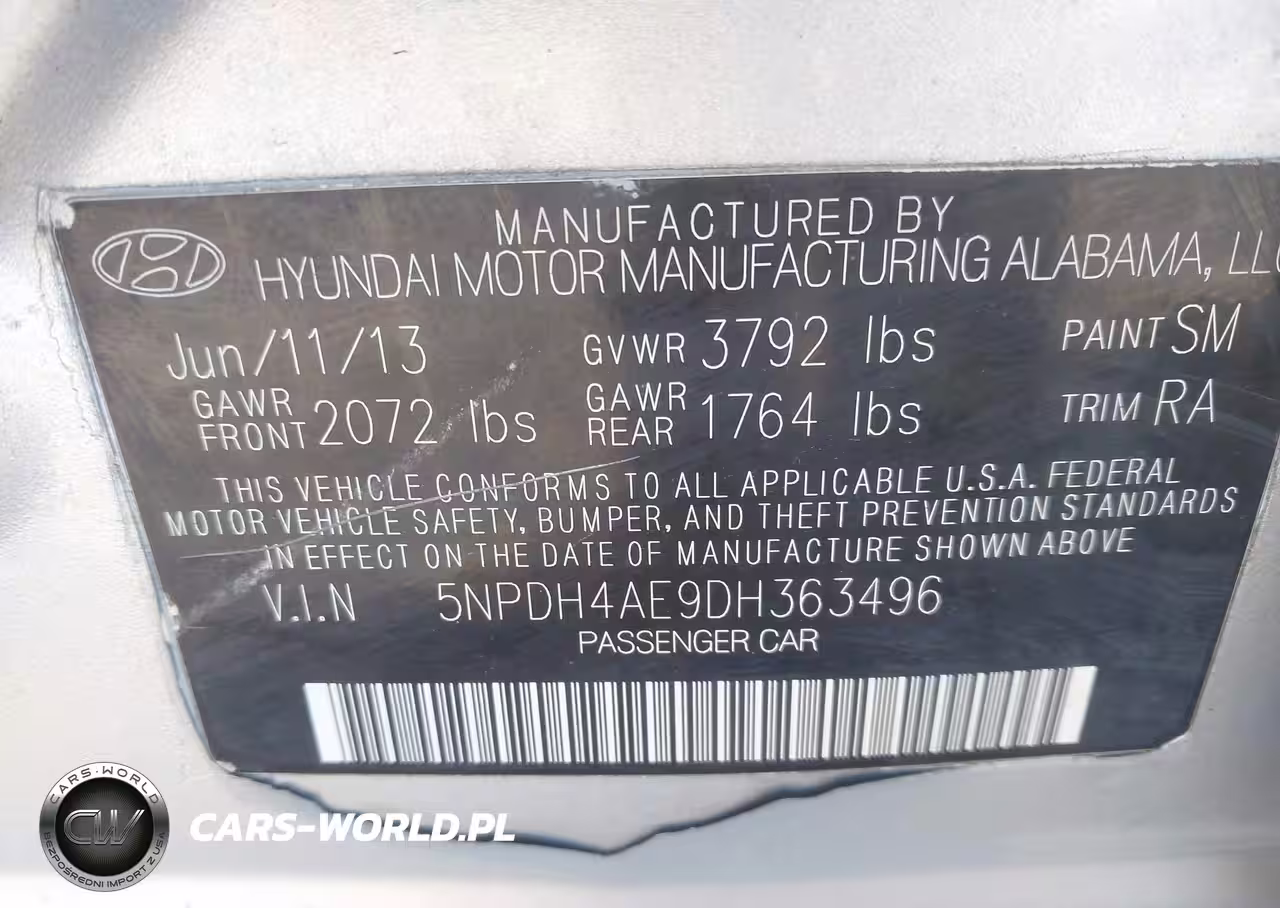 MANUFACTURED BY
HYUNDAI MOTOR MANUFACTURING ALABAMA, LLC
Jun/11/13 GVWR 3792 lbs PAINT SM
GAWR FRONT 2072 lbs GAWR REAR 1764 lbs TRIM RA
THIS VEHICLE CONFORMS TO ALL APPLICABLE U.S.A. FEDERAL
MOTOR VEHICLE SAFETY, BUMPER, AND THEFT PREVENTION STANDARDS
IN EFFECT ON THE DATE OF MANUFACTURE SHOWN ABOVE
V.I.N 5NPDH4AE9DH363496
PASSENGER CAR
CARS-WORLD
CW
BEZPOŚREDNI IMPORT Z USA
CARS-WORLD.PL